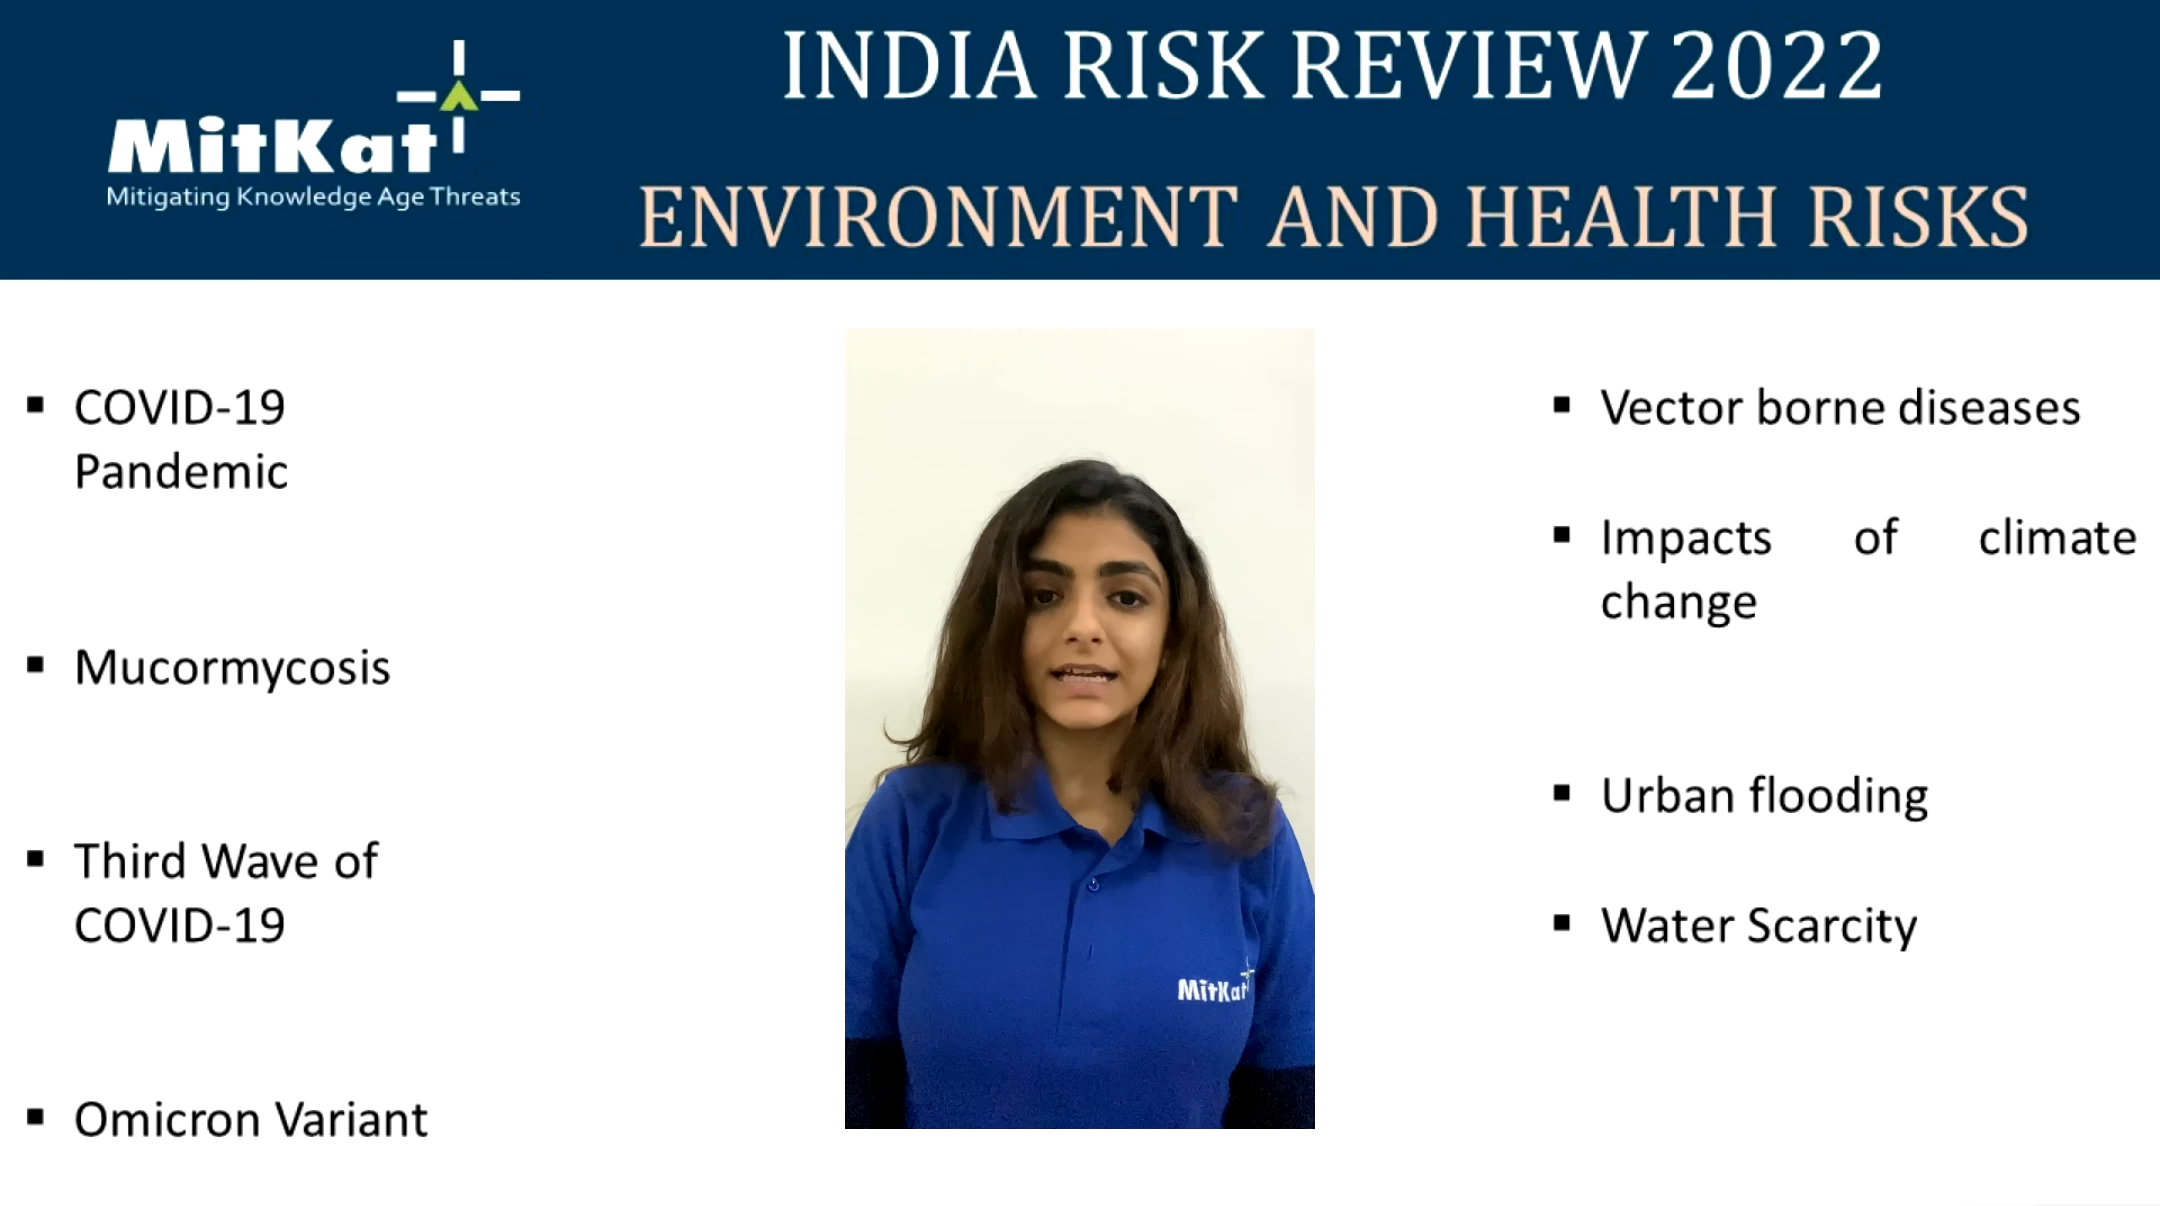 MitKat
Mitigating Knowledge Age Threats
INDIA RISK REVIEW 2022
ENVIRONMENT AND HEALTH RISKS
▪ COVID-19
Pandemic
▪ Mucormycosis
▪ Third Wave of
COVID-19
▪ Omicron Variant
MitKat
▪ Vector borne diseases
▪ Impacts of climate
change
▪ Urban flooding
▪ Water Scarcity